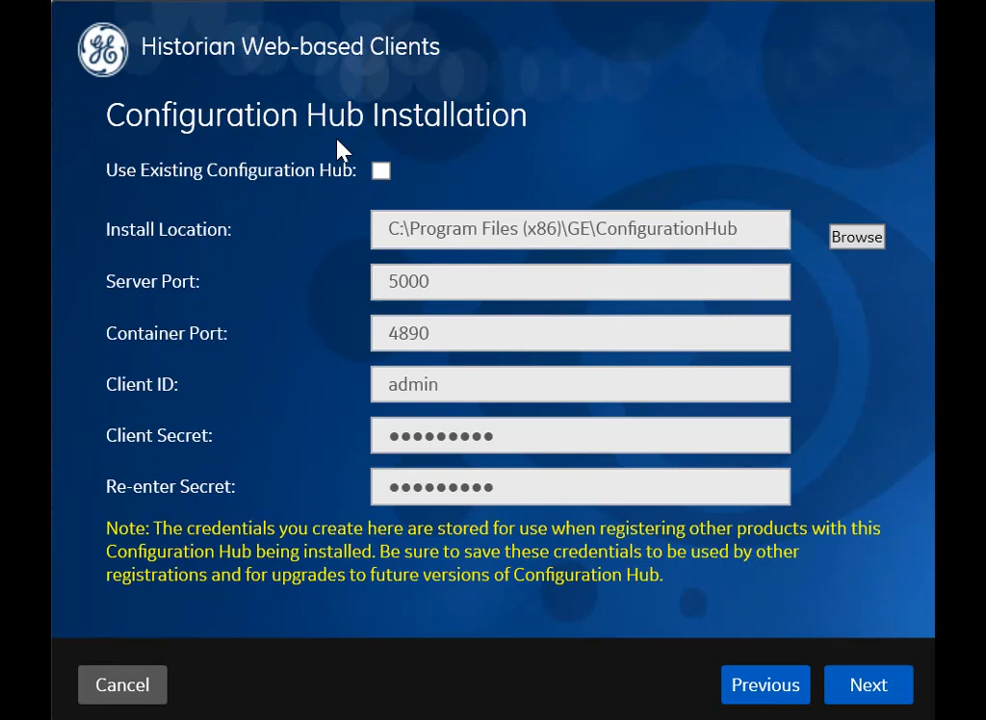 Historian Web-based Clients
Configuration Hub Installation
Use Existing Configuration Hub:
Install Location: C:\Program Files (x86)\GE\ConfigurationHub Browse
Server Port: 5000
Container Port: 4890
Client ID: admin
Client Secret: ●●●●●●●●●
Re-enter Secret: ●●●●●●●●●
Note: The credentials you create here are stored for use when registering other products with this
Configuration Hub being installed. Be sure to save these credentials to be used by other
registrations and for upgrades to future versions of Configuration Hub.
Cancel Previous Next